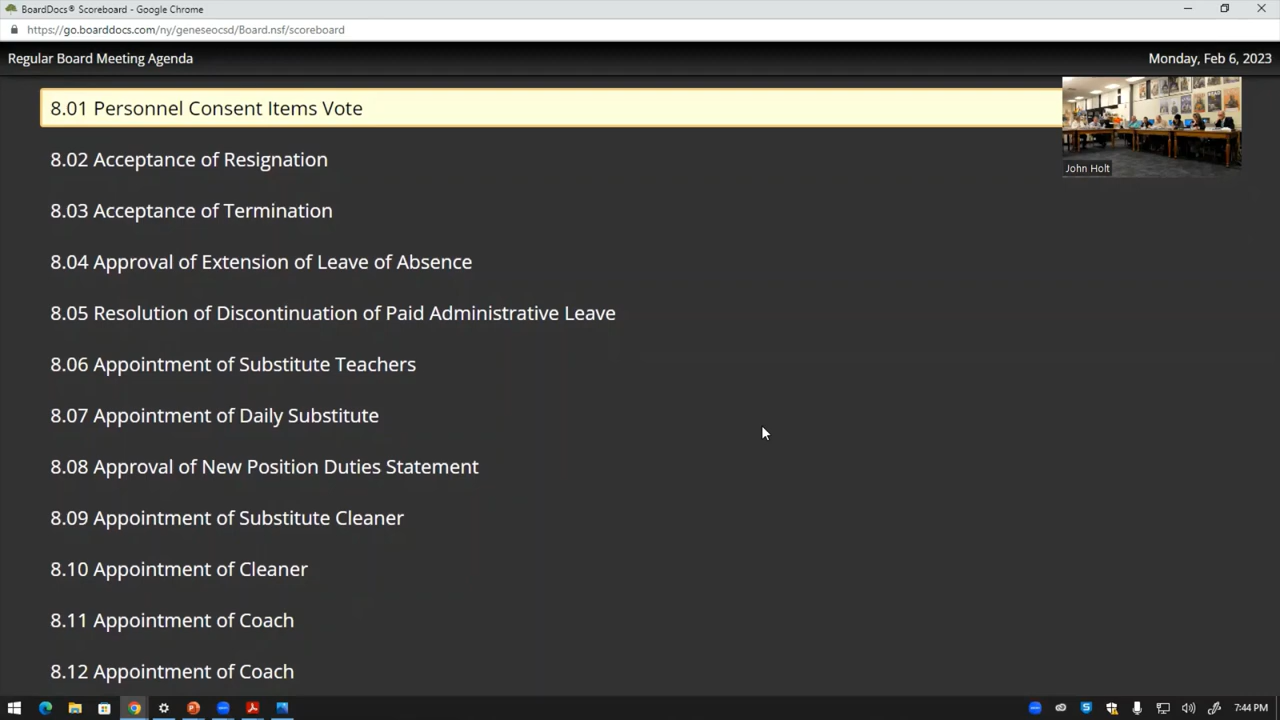 BoardDocs® Scoreboard - Google Chrome
https://go.boarddocs.com/ny/geneseocsd/Board.nsf/scoreboard
Regular Board Meeting Agenda
Monday, Feb 6, 2023
8.01 Personnel Consent Items Vote
John Holt
8.02 Acceptance of Resignation
8.03 Acceptance of Termination
8.04 Approval of Extension of Leave of Absence
8.05 Resolution of Discontinuation of Paid Administrative Leave
8.06 Appointment of Substitute Teachers
8.07 Appointment of Daily Substitute
8.08 Approval of New Position Duties Statement
8.09 Appointment of Substitute Cleaner
8.10 Appointment of Cleaner
8.11 Appointment of Coach
8.12 Appointment of Coach
7:44 PM